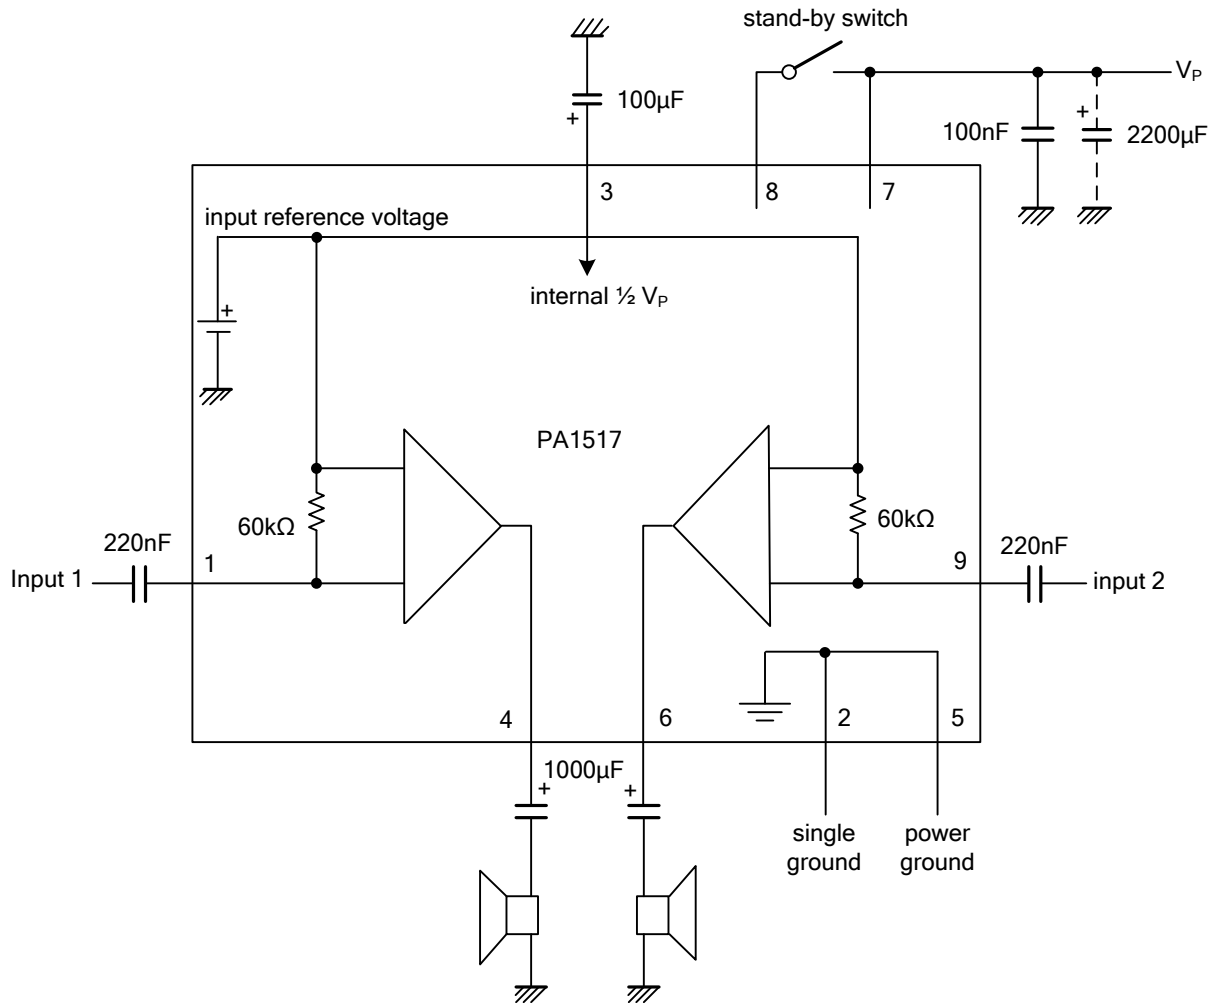 stand-by switch
V_P
100µF
+
100nF
+
2200µF
3
8
7
input reference voltage
+
internal ½ V_P
PA1517
60kΩ
60kΩ
220nF
1
9
220nF
Input 1
input 2
4
6
2
5
1000µF
+
+
single
ground
power
ground